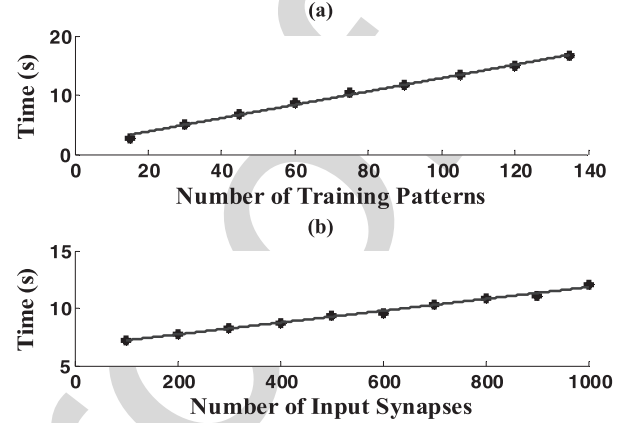 (a)
20
10
0
Time (s)
0 20 40 60 80 100 120 140
Number of Training Patterns
(b)
15
10
5
Time (s)
0 200 400 600 800 1000
Number of Input Synapses